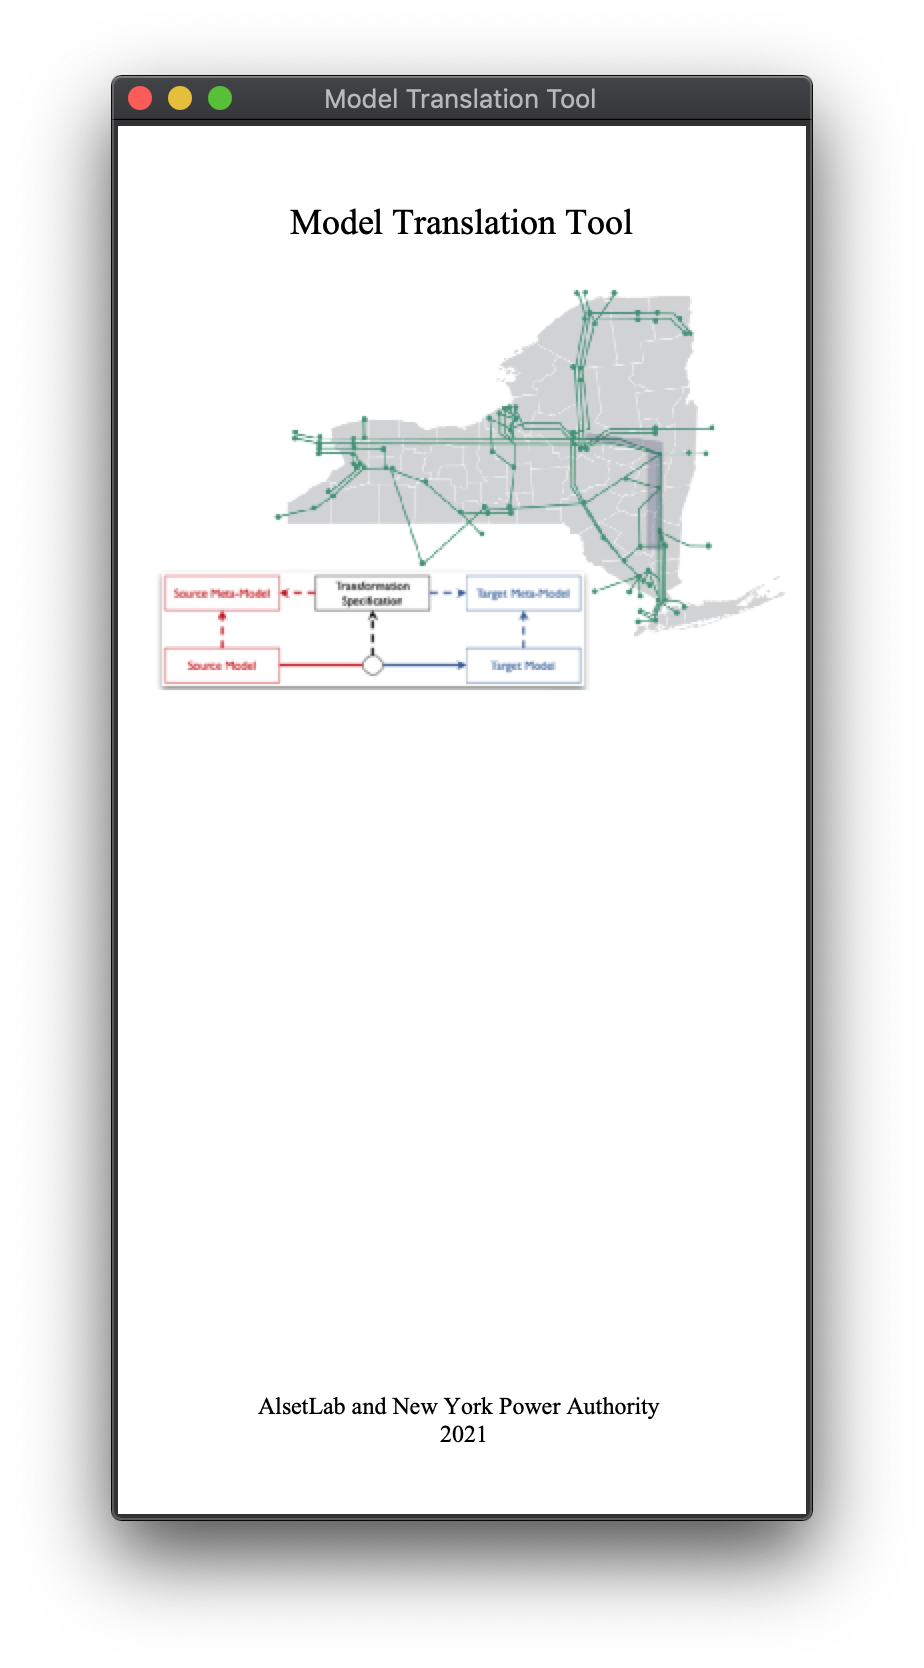 Model Translation Tool
Model Translation Tool
Source Meta-Model
Transformation
Specification
Target Meta-Model
Source Model
Target Model
AlsetLab and New York Power Authority
2021